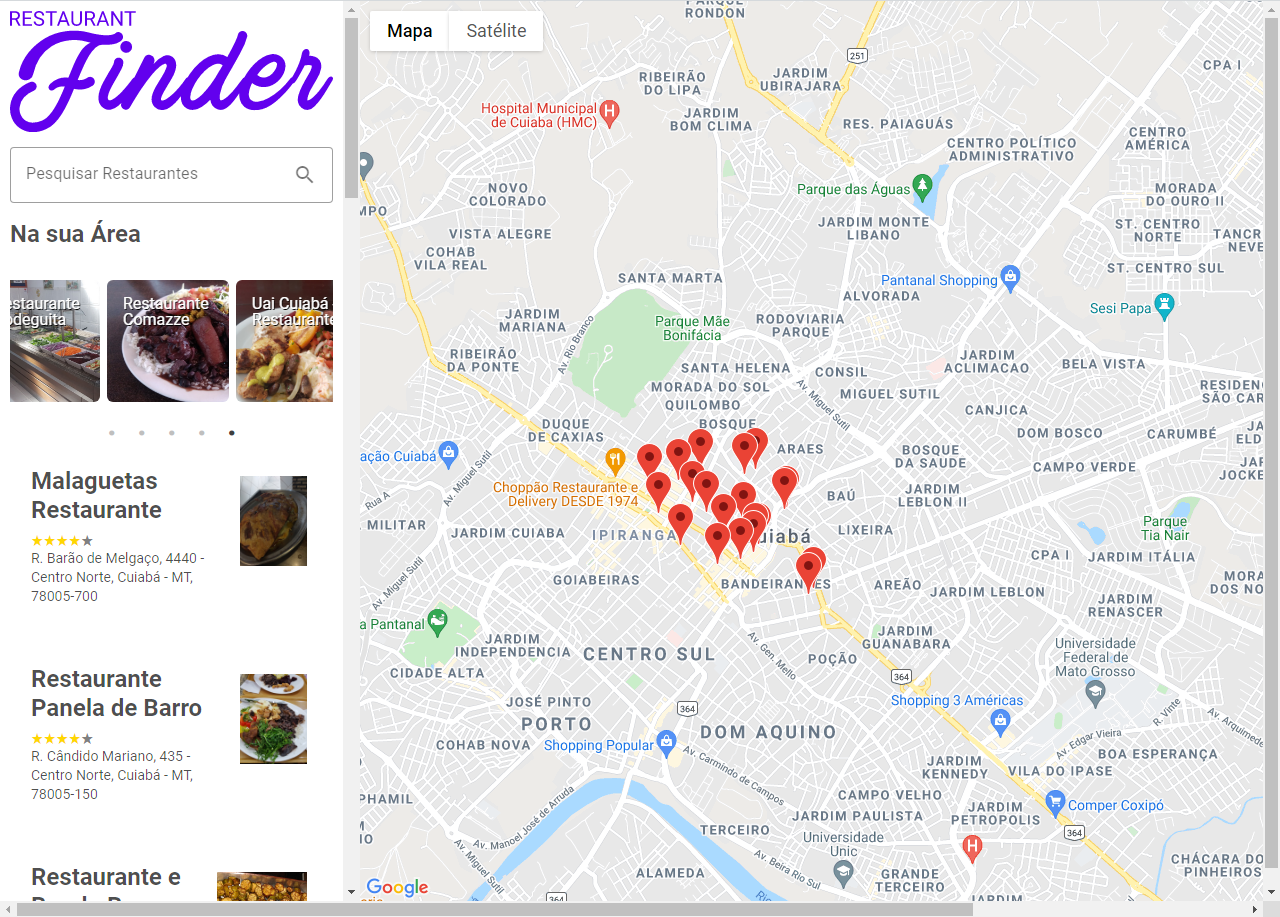 RESTAURANT
Finder
Pesquisar Restaurantes
Na sua Área
estaurante
odeguita
Restaurante
Comazze
Uai Cuiabá -
Restaurante
Malaguetas
Restaurante
R. Barão de Melgaço, 4440 -
Centro Norte, Cuiabá - MT,
78005-700
Restaurante
Panela de Barro
R. Cândido Mariano, 435 -
Centro Norte, Cuiabá - MT,
78005-150
Restaurante e
Mapa
Satélite
PARQUE
RONDON
251
CPA I
JARDIM
UBIRAJARA
RIBEIRÃO
DO LIPA
Hospital Municipal
de Cuiaba (HMC)
H
JARDIM
BOM CLIMA
RES. PAIAGUÁS
CENTRO POLÍTICO
ADMINISTRATIVO
CENTRO
AMÉRICA
NOVO
COLORADO
Parque das Águas
MORADA
DO OURO II
MPO
VISTA ALEGRE
JARDIM MONTE
LIBANO
ST. CENTRO
NORTE
TANCR
NEVE
COHAB
VILA REAL
SANTA MARTA
Pantanal Shopping
ST. CENTRO SUL
ALVORADA
Sesi Papa
JARDIM
MARIANA
Av. Rio Branco
Parque Mãe
Bonifácia
RODOVIARIA
PARQUE
RIBEIRÃO
DA PONTE
SANTA HELENA
CONSIL
JARDIM
ACLIMACAO
BELA VISTA
MORADA DO SOL
Av. Miguel Sutil
MIGUEL SUTIL
RESIDEN
SÃO CAR
QUILOMBO
CANJICA
DUQUE
DE CAXIAS
BOSQUE
DOM BOSCO
CARUMBÉ
JARD
ELD
ação Cuiabá
ARAES
BOSQUE
DA SAUDE
CAMPO VERDE
JARD
JOCKE
Av. Miguel Sutil
Rua A
Choppão Restaurante e
Delivery DESDE 1974
BAÚ
JARDIM
LEBLON II
MILITAR
JARDIM CUIABA
IPIRANGA
uiabá
LIXEIRA
Parque
Tia Nair
CPA I
JARDIM ITÁLIA
Av. Miguel Sutil
GOIABEIRAS
BANDEIRANTES
AREÃO
JARDIM LEBLON
MORA
DOS NO
JARDIM
RENASCER
a Pantanal
JARDIM
INDEPENDENCIA
CENTRO SUL
Av. Gen. Mello
JARDIM
GUANABARA
Universidade
Federal de
Mato Grosso
POÇÃO
CIDADE ALTA
364
JOSÉ PINTO
364
Shopping 3 Américas
R. Vinte
Av. Arquimede
PORTO
DOM AQUINO
Av. Edgar Vieira
COHAB NOVA
Shopping Popular
Av. Carmindo de Campos
BOA ESPERANÇA
JARDIM
KENNEDY
VILA DO IPASE
PHAMIL
CAMPO VELHO
JARDIM
PETROPOLIS
Comper Coxipó
Av. Manoel José de Arruda
JARDIM PAULISTA
TERCEIRO
364
Universidade
Unic
H
Av. Miguel Sutil
Av. Beira Rio Sul
CHÁCARA DO
PINHEIROS
ALAMEDA
GRANDE
TERCEIRO
Google
JARDIM